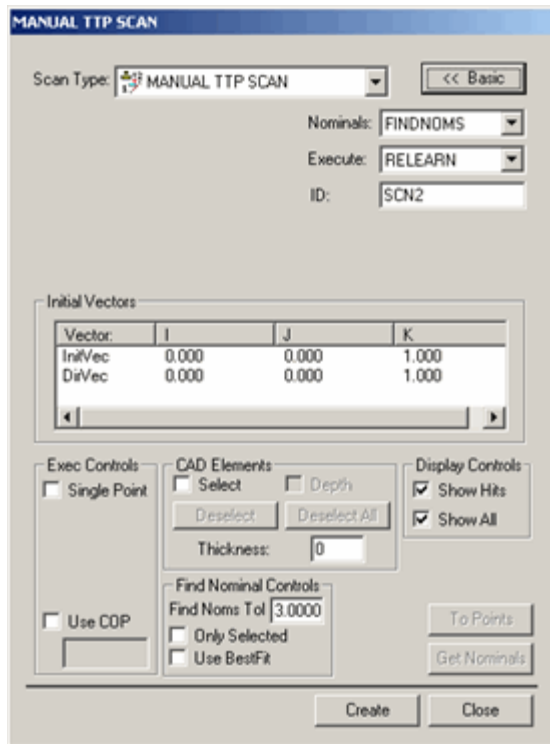 MANUAL TTP SCAN
Scan Type: MANUAL TTP SCAN << Basic
Nominals: FINDNOMS
Execute: RELEARN
ID: SCN2
Initial Vectors
Vector: I J K
InitVec 0.000 0.000 1.000
DirVec 0.000 0.000 1.000
Exec Controls CAD Elements Display Controls
Single Point Select Depth Show Hits
Deselect Deselect All Show All
Thickness: 0
Find Nominal Controls
Find Noms Tol 3.0000
Use COP Only Selected To Points
Use BestFit Get Nominals
Create Close